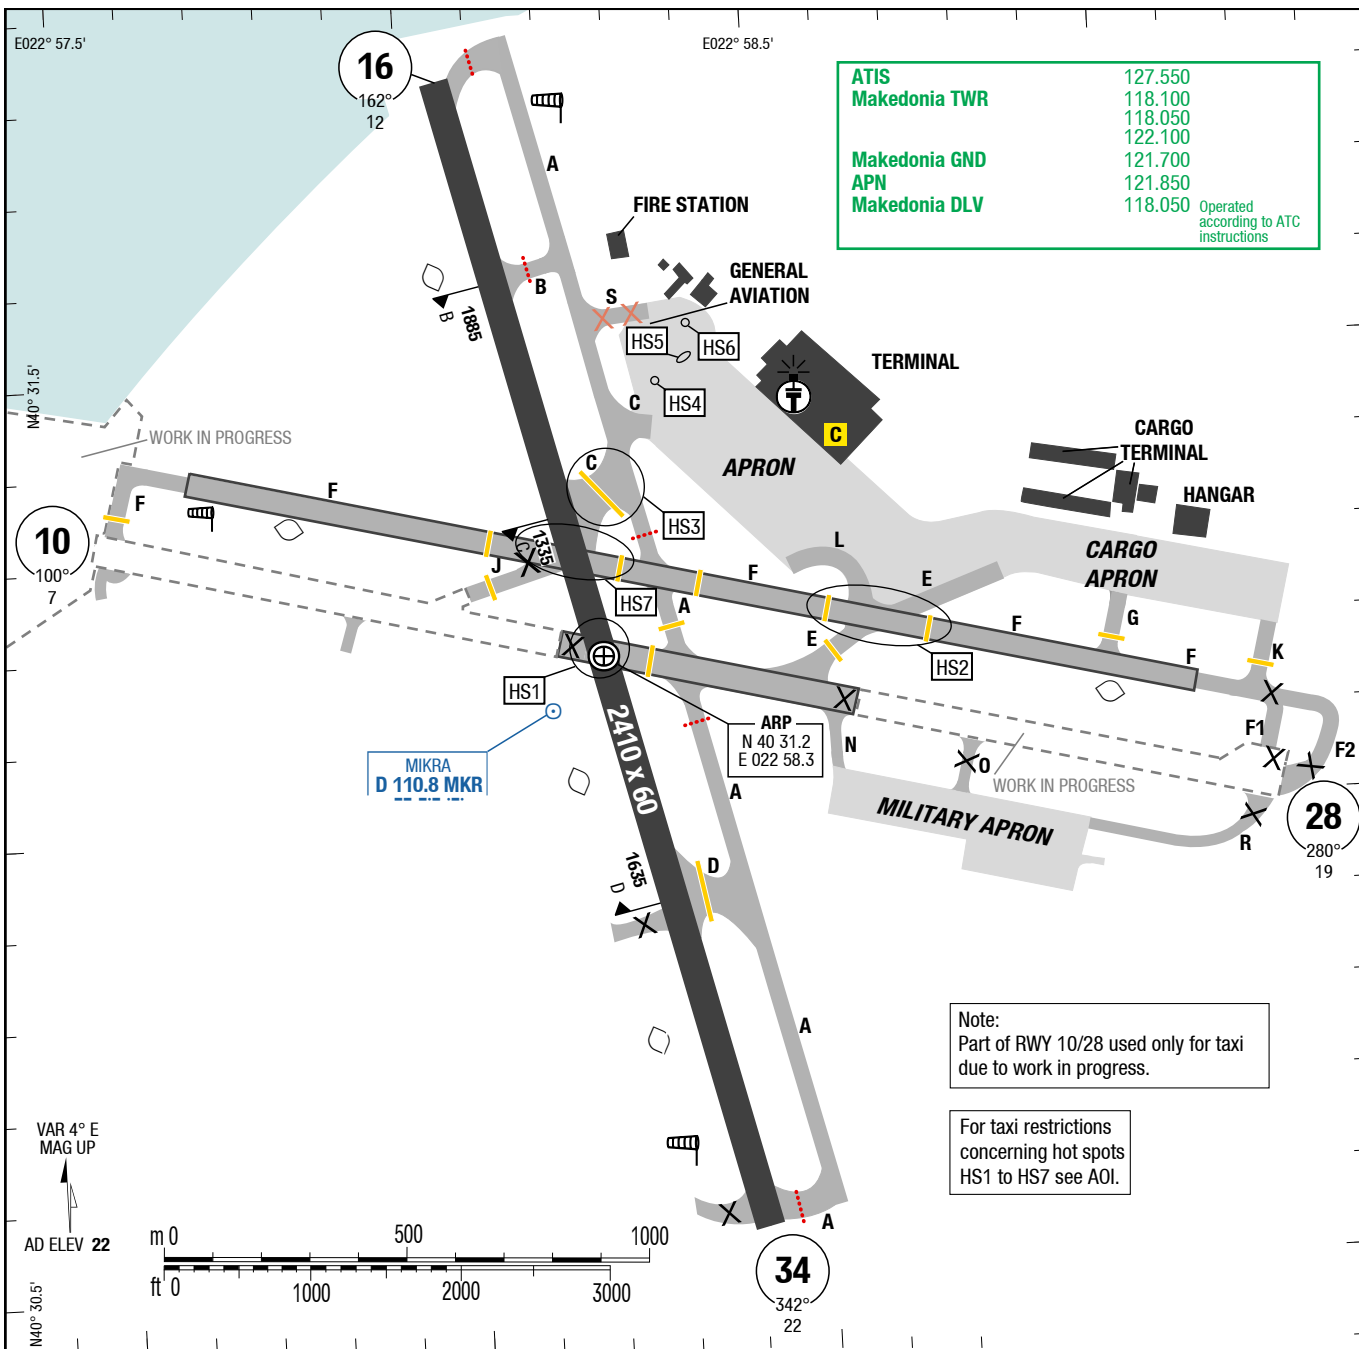 E022° 57.5'
E022° 58.5'
16
162°
12
ATIS 127.550
Makedonia TWR 118.100
118.050
122.100
Makedonia GND 121.700
APN 121.850
Makedonia DLV 118.050 Operated
according to ATC
instructions
A
FIRE STATION
GENERAL
AVIATION
B
S
B
1885
HS5
HS6
TERMINAL
N40° 31.5'
C
HS4
C
WORK IN PROGRESS
APRON
CARGO
TERMINAL
HANGAR
C
F
F
HS3
10
100°
7
C
1335
L
CARGO
APRON
J
F
E
HS7
A
G
F
E
HS2
K
F
HS1
ARP
N 40 31.2
E 022 58.3
2410 x 60
MIKRA
D 110.8 MKR
N
O
F1
F2
A
WORK IN PROGRESS
MILITARY APRON
28
280°
19
R
1635
D
D
A
Note:
Part of RWY 10/28 used only for taxi
due to work in progress.
For taxi restrictions
concerning hot spots
HS1 to HS7 see AOI.
VAR 4° E
MAG UP
AD ELEV 22
A
m 0 500 1000
ft 0 1000 2000 3000
34
342°
22
N40° 30.5'